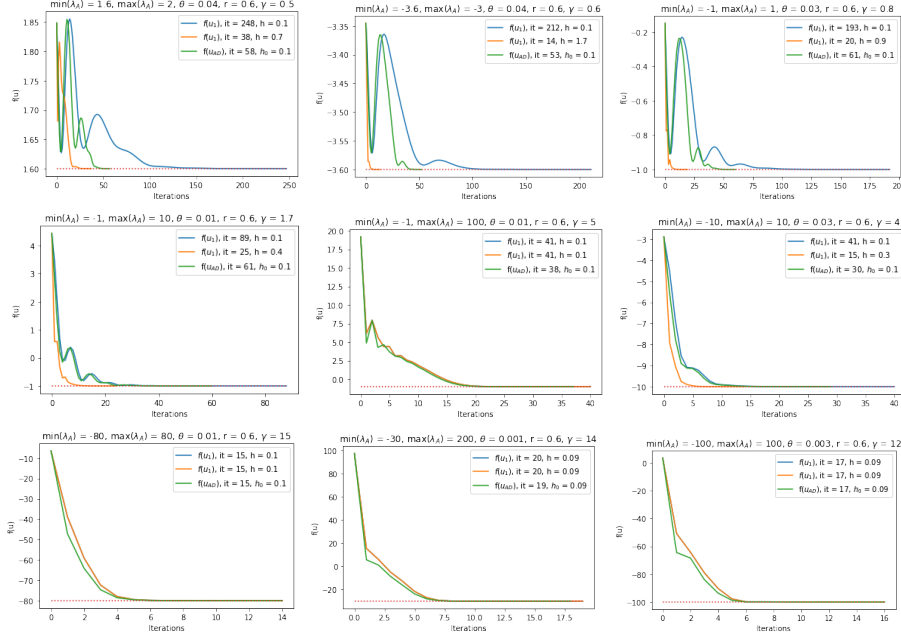 min(λA) = 1.6, max(λA) = 2, θ = 0.04, r = 0.6, γ = 0.5
f(u1), it = 248, h = 0.1
f(u1), it = 38, h = 0.7
f(uAD), it = 58, h0 = 0.1
f(u)
1.85
1.80
1.75
1.70
1.65
1.60
0 50 100 150 200 250
Iterations
min(λA) = -3.6, max(λA) = -3, θ = 0.04, r = 0.6, γ = 0.6
f(u1), it = 212, h = 0.1
f(u1), it = 14, h = 1.7
f(uAD), it = 53, h0 = 0.1
f(u)
−3.35
−3.40
−3.45
−3.50
−3.55
−3.60
0 50 100 150 200
Iterations
min(λA) = -1, max(λA) = 1, θ = 0.03, r = 0.6, γ = 0.8
f(u1), it = 193, h = 0.1
f(u1), it = 20, h = 0.9
f(uAD), it = 61, h0 = 0.1
f(u)
−0.2
−0.4
−0.6
−0.8
−1.0
0 25 50 75 100 125 150 175 200
Iterations
min(λA) = -1, max(λA) = 10, θ = 0.01, r = 0.6, γ = 1.7
f(u1), it = 89, h = 0.1
f(u1), it = 25, h = 0.4
f(uAD), it = 61, h0 = 0.1
f(u)
4
3
2
1
0
−1
0 20 40 60 80
Iterations
min(λA) = -1, max(λA) = 100, θ = 0.01, r = 0.6, γ = 5
f(u1), it = 41, h = 0.1
f(u1), it = 41, h = 0.1
f(uAD), it = 38, h0 = 0.1
f(u)
20.0
17.5
15.0
12.5
10.0
7.5
5.0
2.5
0.0
0 5 10 15 20 25 30 35 40
Iterations
min(λA) = -10, max(λA) = 10, θ = 0.03, r = 0.6, γ = 4
f(u1), it = 41, h = 0.1
f(u1), it = 15, h = 0.3
f(uAD), it = 30, h0 = 0.1
f(u)
−3
−4
−5
−6
−7
−8
−9
−10
0 5 10 15 20 25 30 35 40
Iterations
min(λA) = -80, max(λA) = 80, θ = 0.01, r = 0.6, γ = 15
f(u1), it = 15, h = 0.1
f(u1), it = 15, h = 0.1
f(uAD), it = 15, h0 = 0.1
f(u)
−10
−20
−30
−40
−50
−60
−70
−80
0 2 4 6 8 10 12 14
Iterations
min(λA) = -30, max(λA) = 200, θ = 0.001, r = 0.6, γ = 14
f(u1), it = 20, h = 0.09
f(u1), it = 20, h = 0.09
f(uAD), it = 19, h0 = 0.09
f(u)
100
80
60
40
20
0
−20
0.0 2.5 5.0 7.5 10.0 12.5 15.0 17.5
Iterations
min(λA) = -100, max(λA) = 100, θ = 0.003, r = 0.6, γ = 12
f(u1), it = 17, h = 0.09
f(u1), it = 17, h = 0.09
f(uAD), it = 17, h0 = 0.09
f(u)
0
−20
−40
−60
−80
−100
0 2 4 6 8 10 12 14 16
Iterations